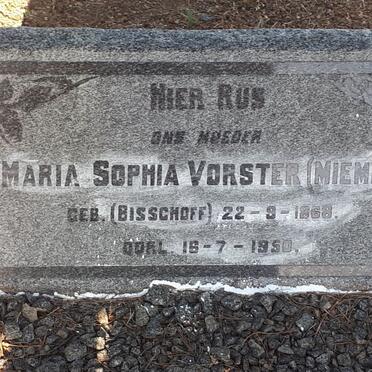 HIER RUS
ONS MOEDER
MARIA SOPHIA VORSTER (MIEM
GEB. (BISSCHOFF) 22-9-1868.
OORL. 16-7-1950.